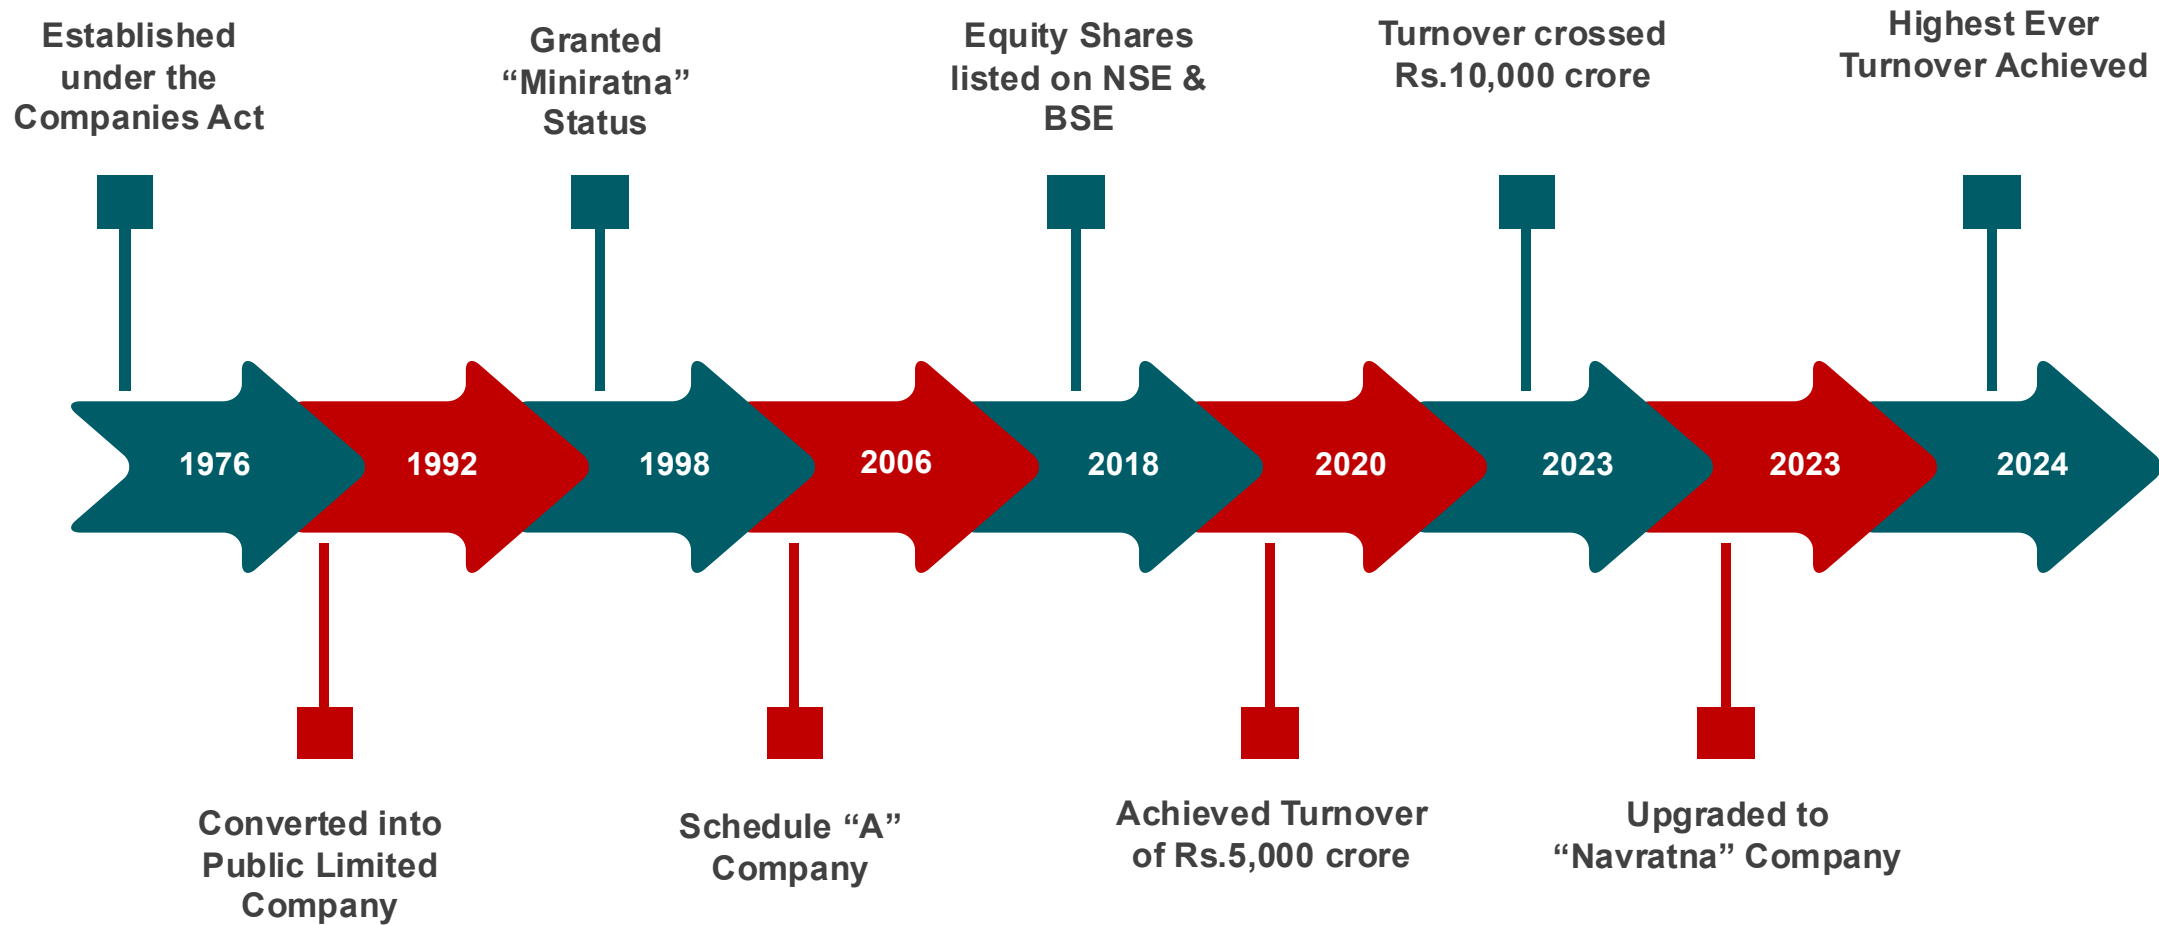 Established
under the
Companies Act
Granted
“Miniratna”
Status
Equity Shares
listed on NSE &
BSE
Turnover crossed
Rs.10,000 crore
Highest Ever
Turnover Achieved
1976
1992
1998
2006
2018
2020
2023
2023
2024
Converted into
Public Limited
Company
Schedule “A”
Company
Achieved Turnover
of Rs.5,000 crore
Upgraded to
“Navratna” Company